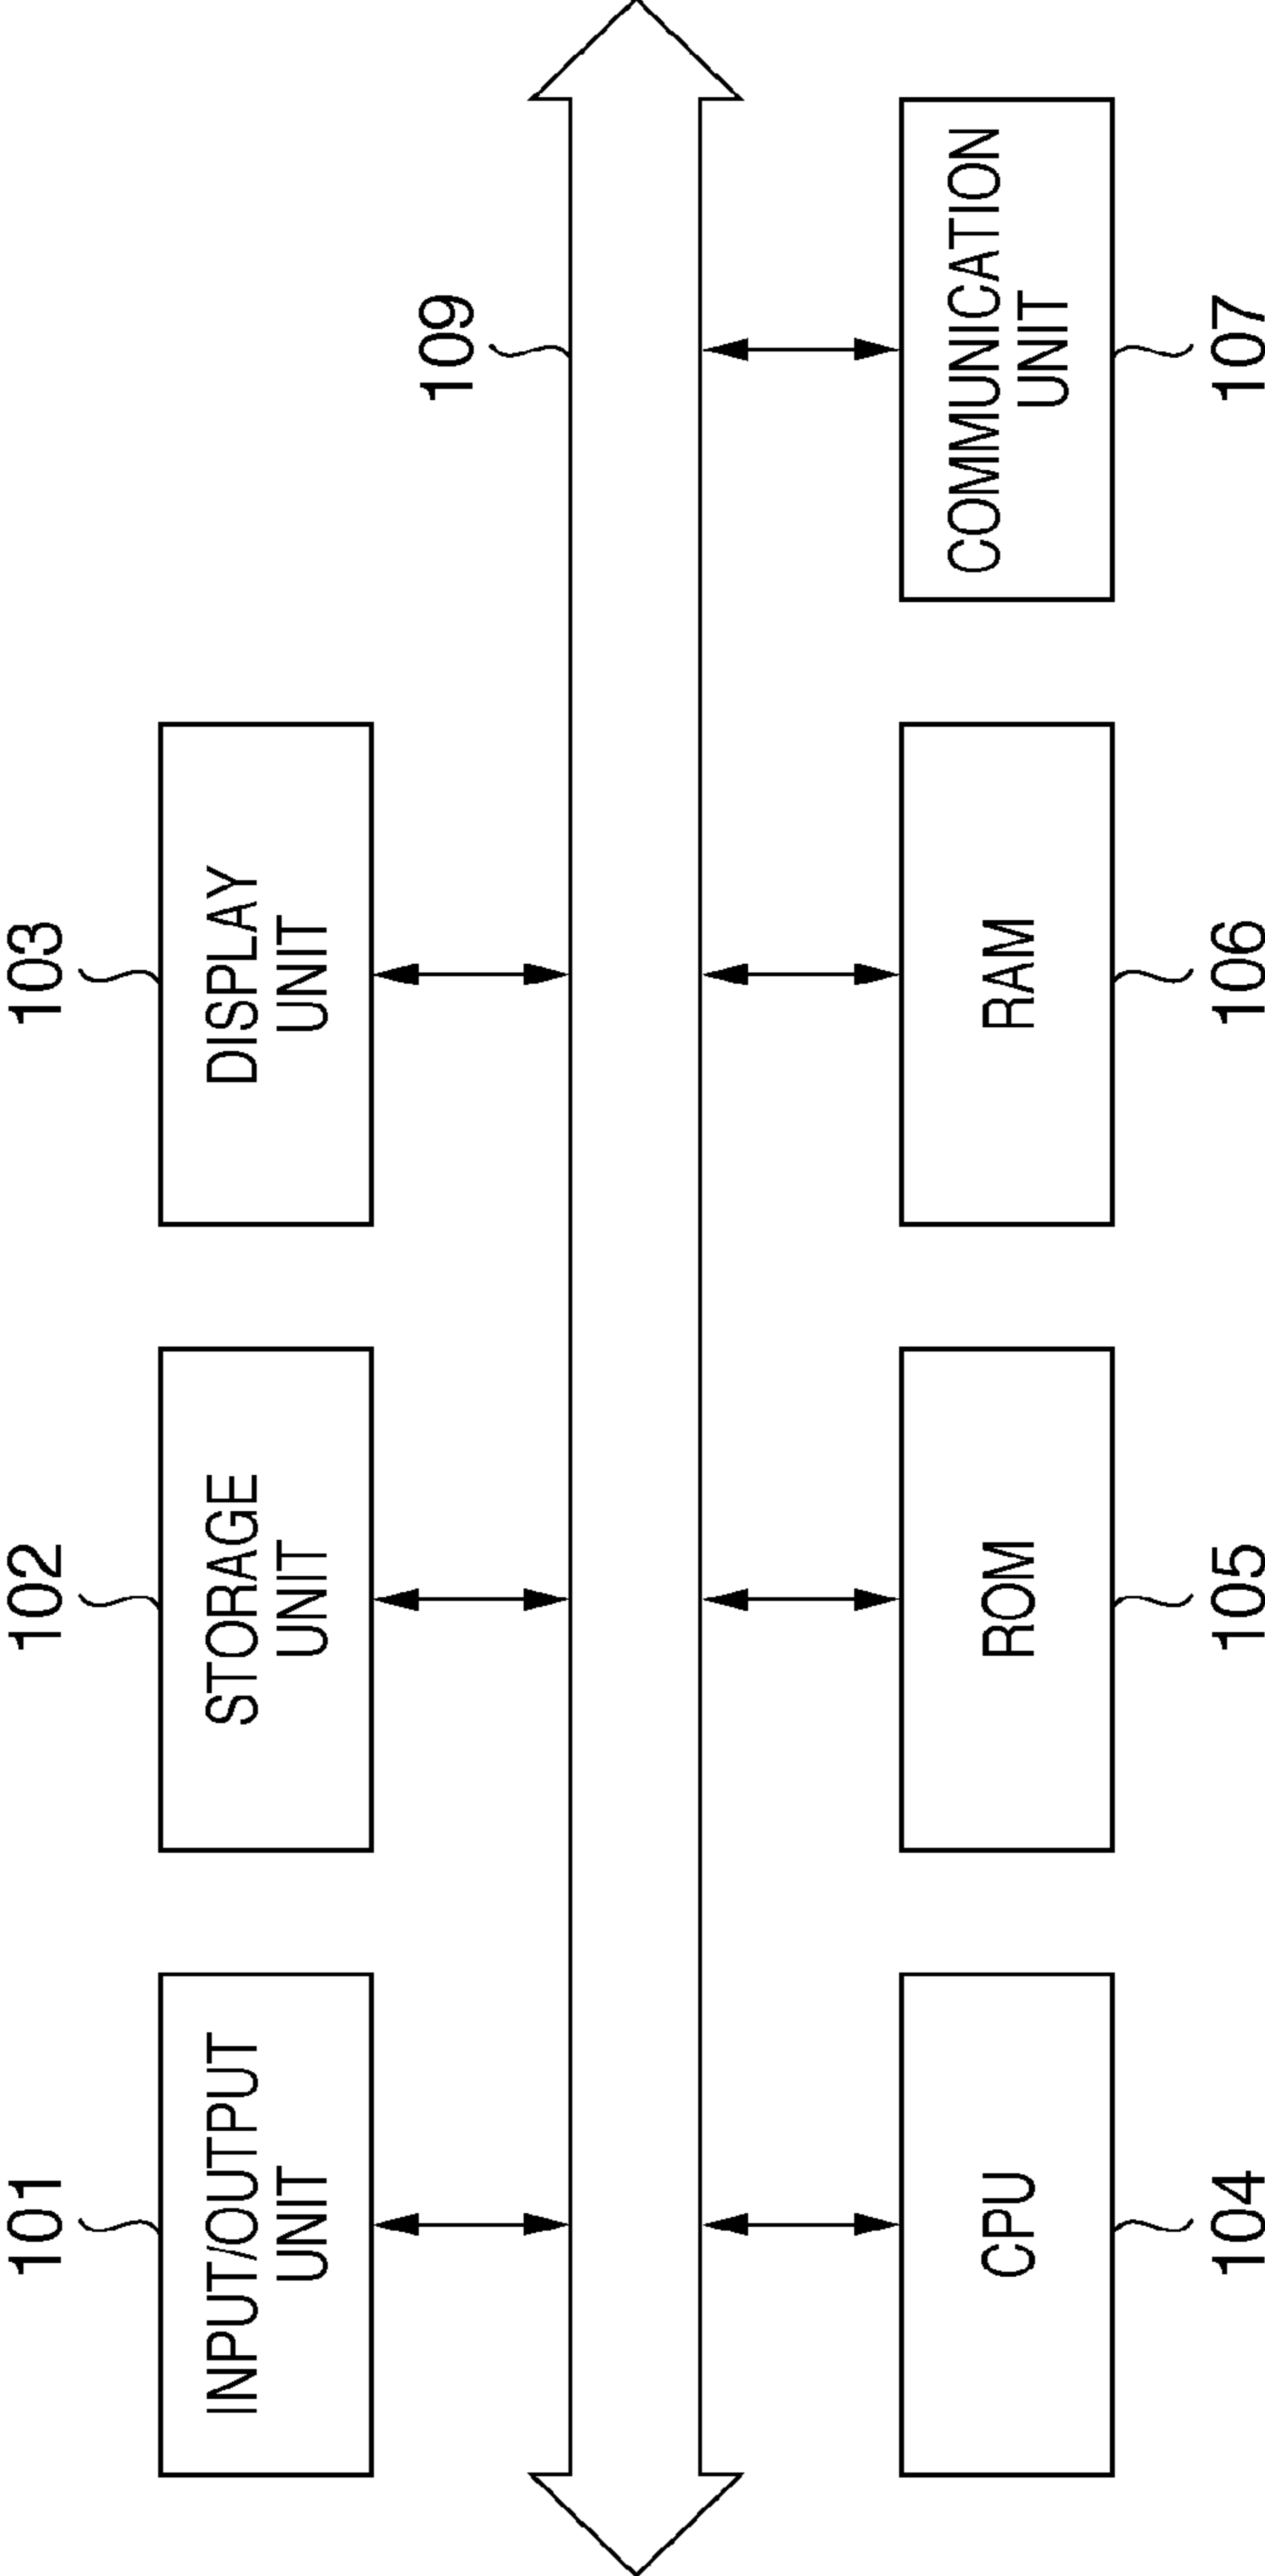 101
102
103
INPUT/OUTPUT
UNIT
STORAGE
UNIT
DISPLAY
UNIT
109
CPU
ROM
RAM
COMMUNICATION
UNIT
104
105
106
107